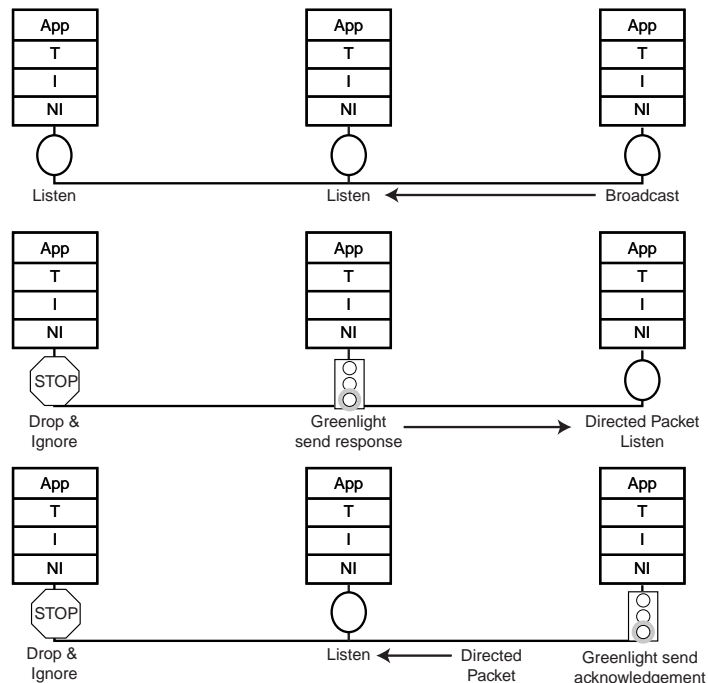 App App App
T T T
I I I
NI NI NI
Listen Listen Broadcast
App App App
T T T
I I I
NI NI NI
STOP
Drop & Greenlight Directed Packet
Ignore send response Listen
App App App
T T T
I I I
NI NI NI
STOP
Drop & Listen Directed Greenlight send
Ignore Packet acknowledgement